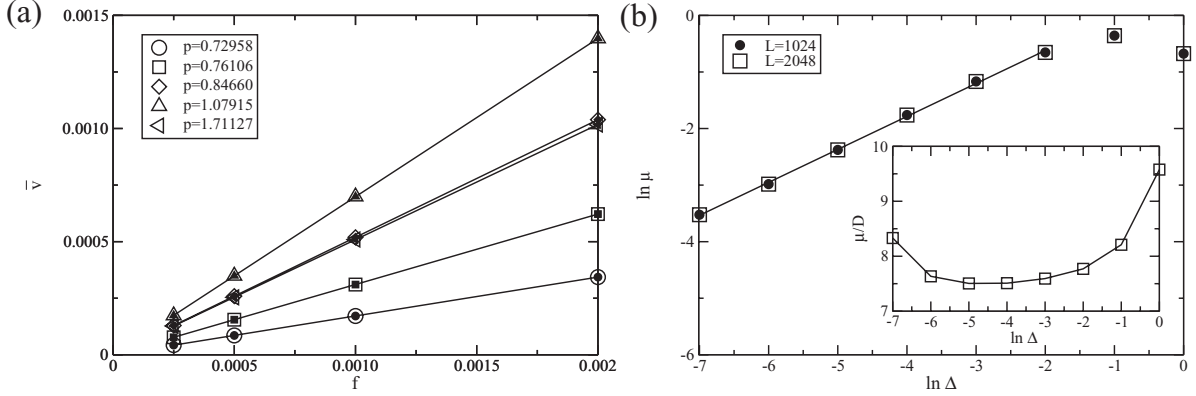 (a)
0.0015
0.0010
0.0005
0
v̅
p=0.72958
p=0.76106
p=0.84660
p=1.07915
p=1.71127
0 0.0005 0.0010 0.0015 0.002
f
(b)
0
-2
-4
-6
ln μ
L=1024
L=2048
10
9
8
7
μ/D
-7 -6 -5 -4 -3 -2 -1 0
ln Δ
-7 -6 -5 -4 -3 -2 -1 0
ln Δ